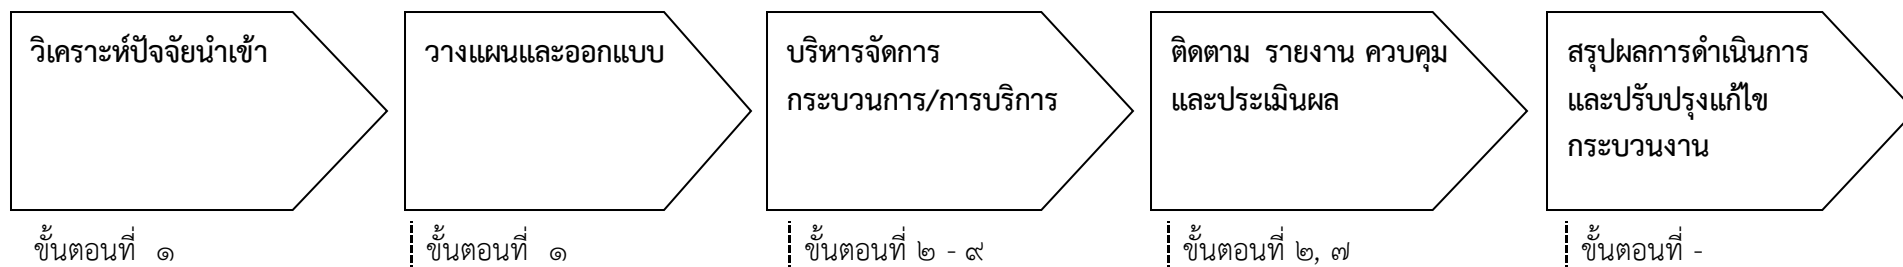 วิเคราะห์ปัจจัยนำเข้า
วางแผนและออกแบบ
บริหารจัดการ
กระบวนการ/การบริการ
ติดตาม รายงาน ควบคุม
และประเมินผล
สรุปผลการดำเนินการ
และปรับปรุงแก้ไข
กระบวนงาน
ขั้นตอนที่ ๑
ขั้นตอนที่ ๑
ขั้นตอนที่ ๒ - ๙
ขั้นตอนที่ ๒, ๗
ขั้นตอนที่ -